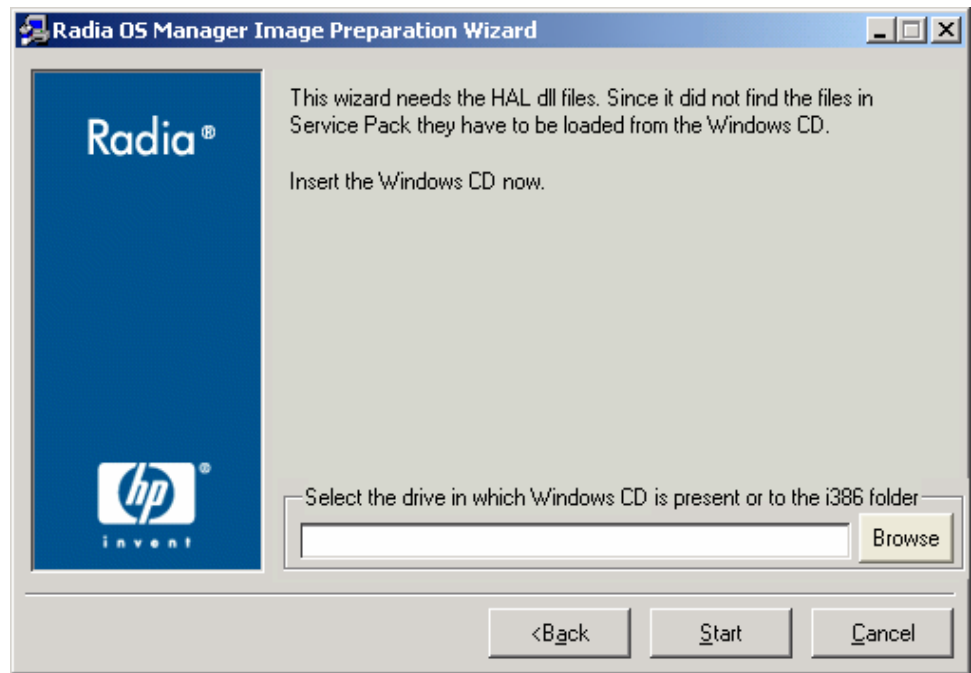 Radia OS Manager Image Preparation Wizard
Radia®
This wizard needs the HAL dll files. Since it did not find the files in
Service Pack they have to be loaded from the Windows CD.
Insert the Windows CD now.
hp®
invent
Select the drive in which Windows CD is present or to the i386 folder
Browse
<Back
Start
Cancel